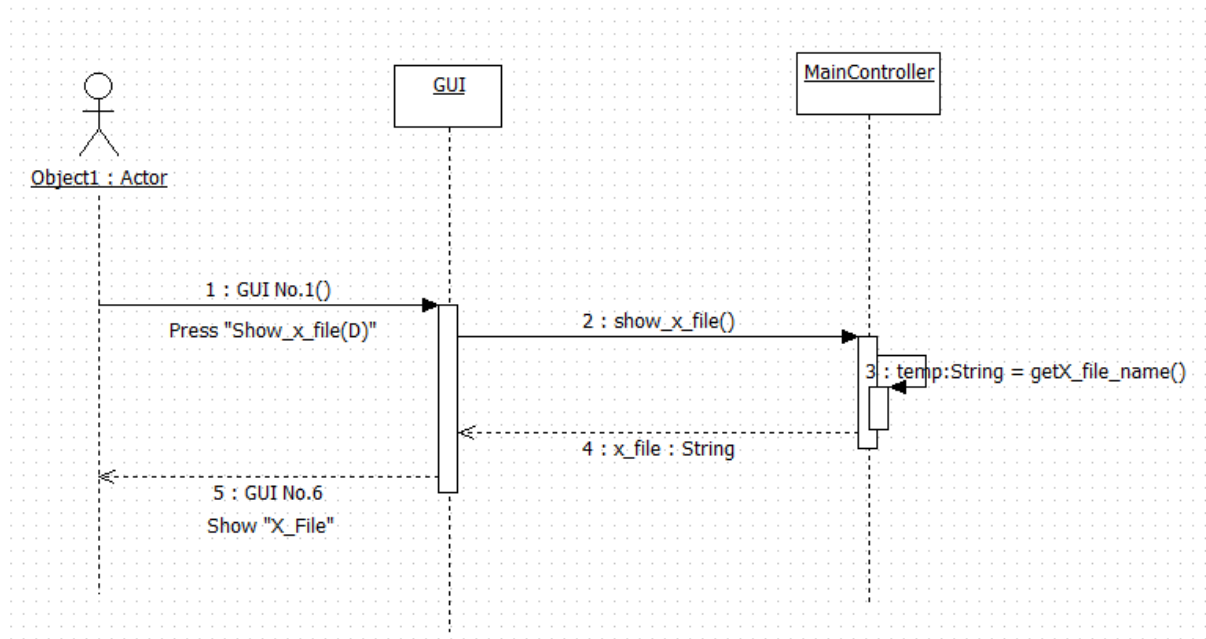 GUI
MainController
Object1 : Actor
1 : GUI No.1()
Press "Show_x_file(D)"
2 : show_x_file()
3 : temp:String = getX_file_name()
4 : x_file : String
5 : GUI No.6
Show "X_File"